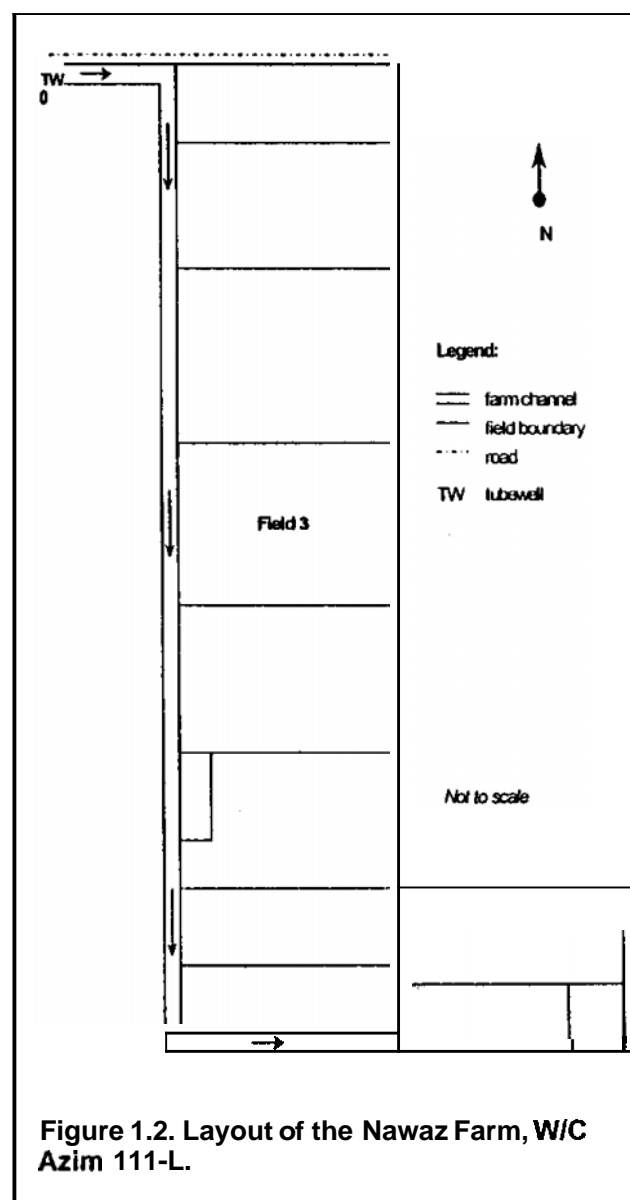 TW
0
N
Legend:
farm channel
field boundary
road
TW tubewell
Field 3
Not to scale
Figure 1.2. Layout of the Nawaz Farm, W/C
Azim 111-L.